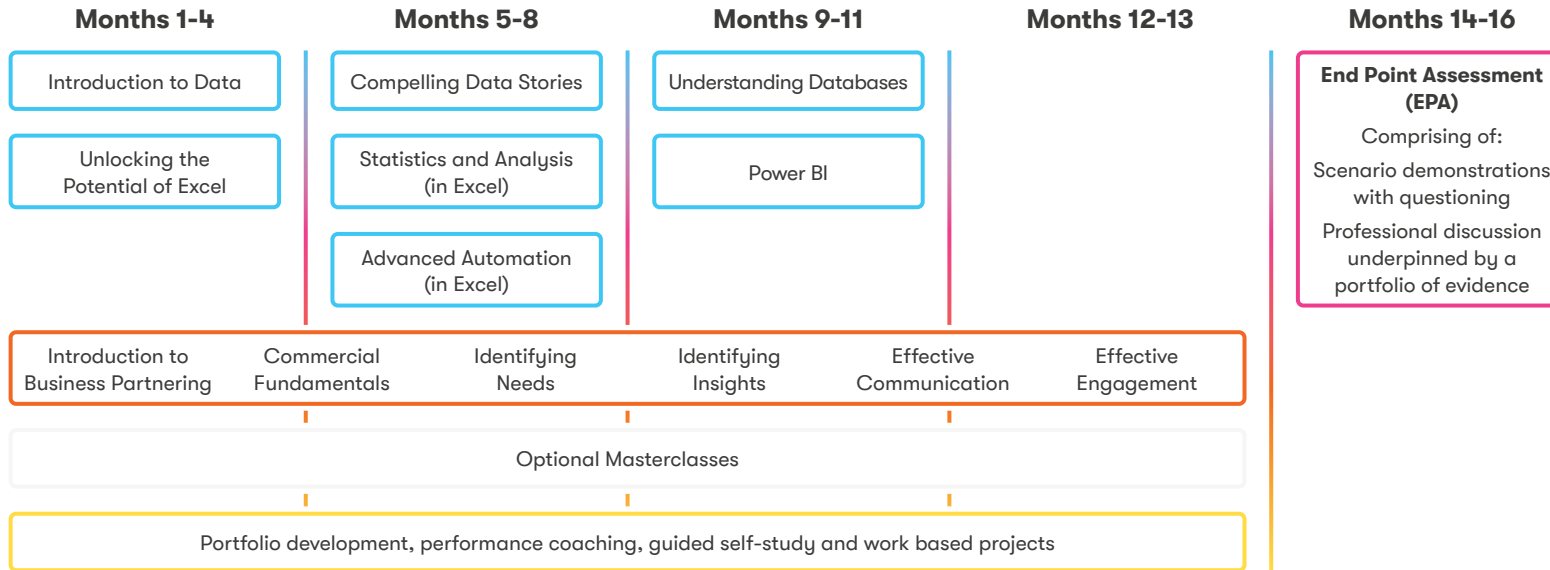 Months 1-4
Months 5-8
Months 9-11
Months 12-13
Months 14-16
Introduction to Data
Unlocking the
Potential of Excel
Compelling Data Stories
Statistics and Analysis
(in Excel)
Advanced Automation
(in Excel)
Understanding Databases
Power BI
End Point Assessment
(EPA)
Comprising of:
Scenario demonstrations
with questioning
Professional discussion
underpinned by a
portfolio of evidence
Introduction to
Business Partnering
Commercial
Fundamentals
Identifying
Needs
Identifying
Insights
Effective
Communication
Effective
Engagement
Optional Masterclasses
Portfolio development, performance coaching, guided self-study and work based projects